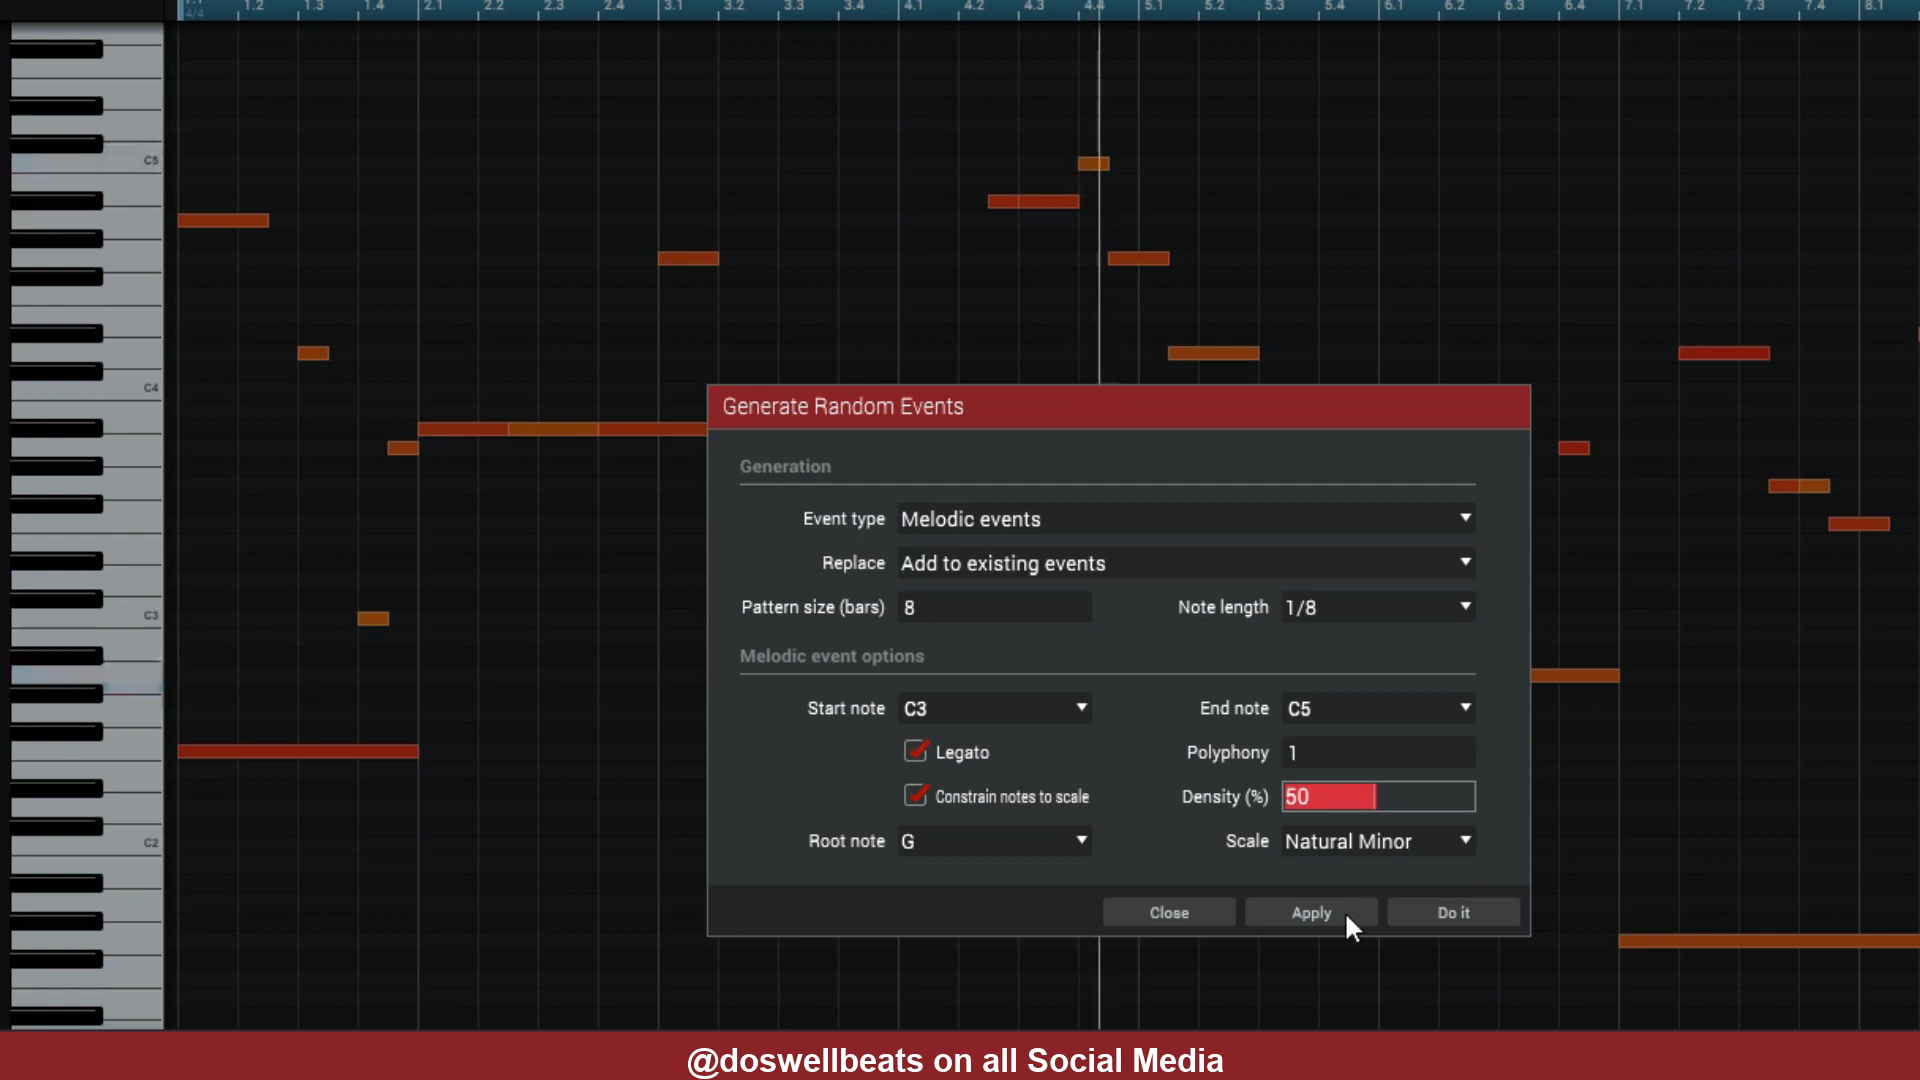 1.1 1.2 1.3 1.4 2.1 2.2 2.3 2.4 3.1 3.2 3.3 3.4 4.1 4.2 4.3 4.4 5.1 5.2 5.3 5.4 6.1 6.2 6.3 6.4 7.1 7.2 7.3 7.4 8.1
4/4
C5
C4
Generate Random Events
Generation
Event type Melodic events
Replace Add to existing events
Pattern size (bars) 8 Note length 1/8
C3
Melodic event options
Start note C3 End note C5
Legato Polyphony 1
Constrain notes to scale Density (%) 50
Root note G Scale Natural Minor
C2
Close Apply Do it
@doswellbeats on all Social Media